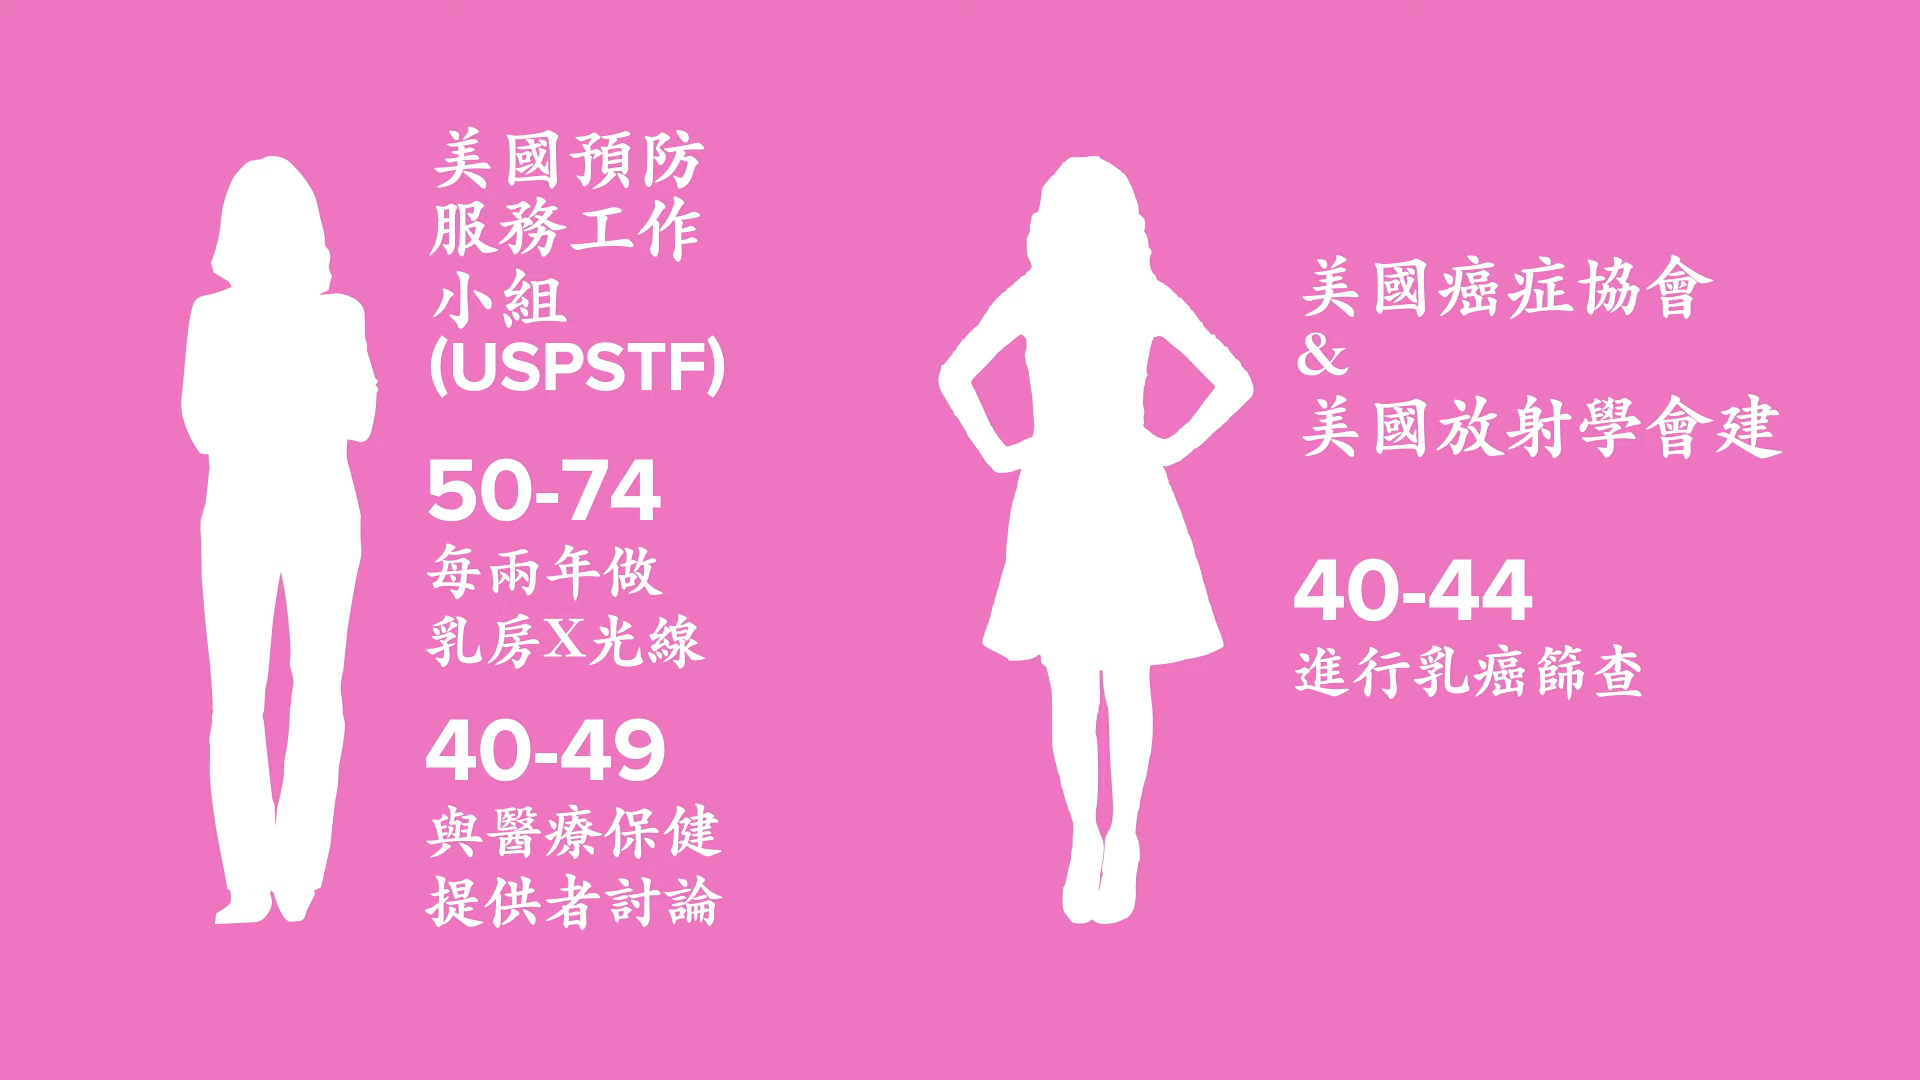 美國預防
服務工作
小組
(USPSTF)
50-74
每兩年做
乳房X光線
40-49
與醫療保健
提供者討論
美國癌症協會
&
美國放射學會建
40-44
進行乳癌篩查